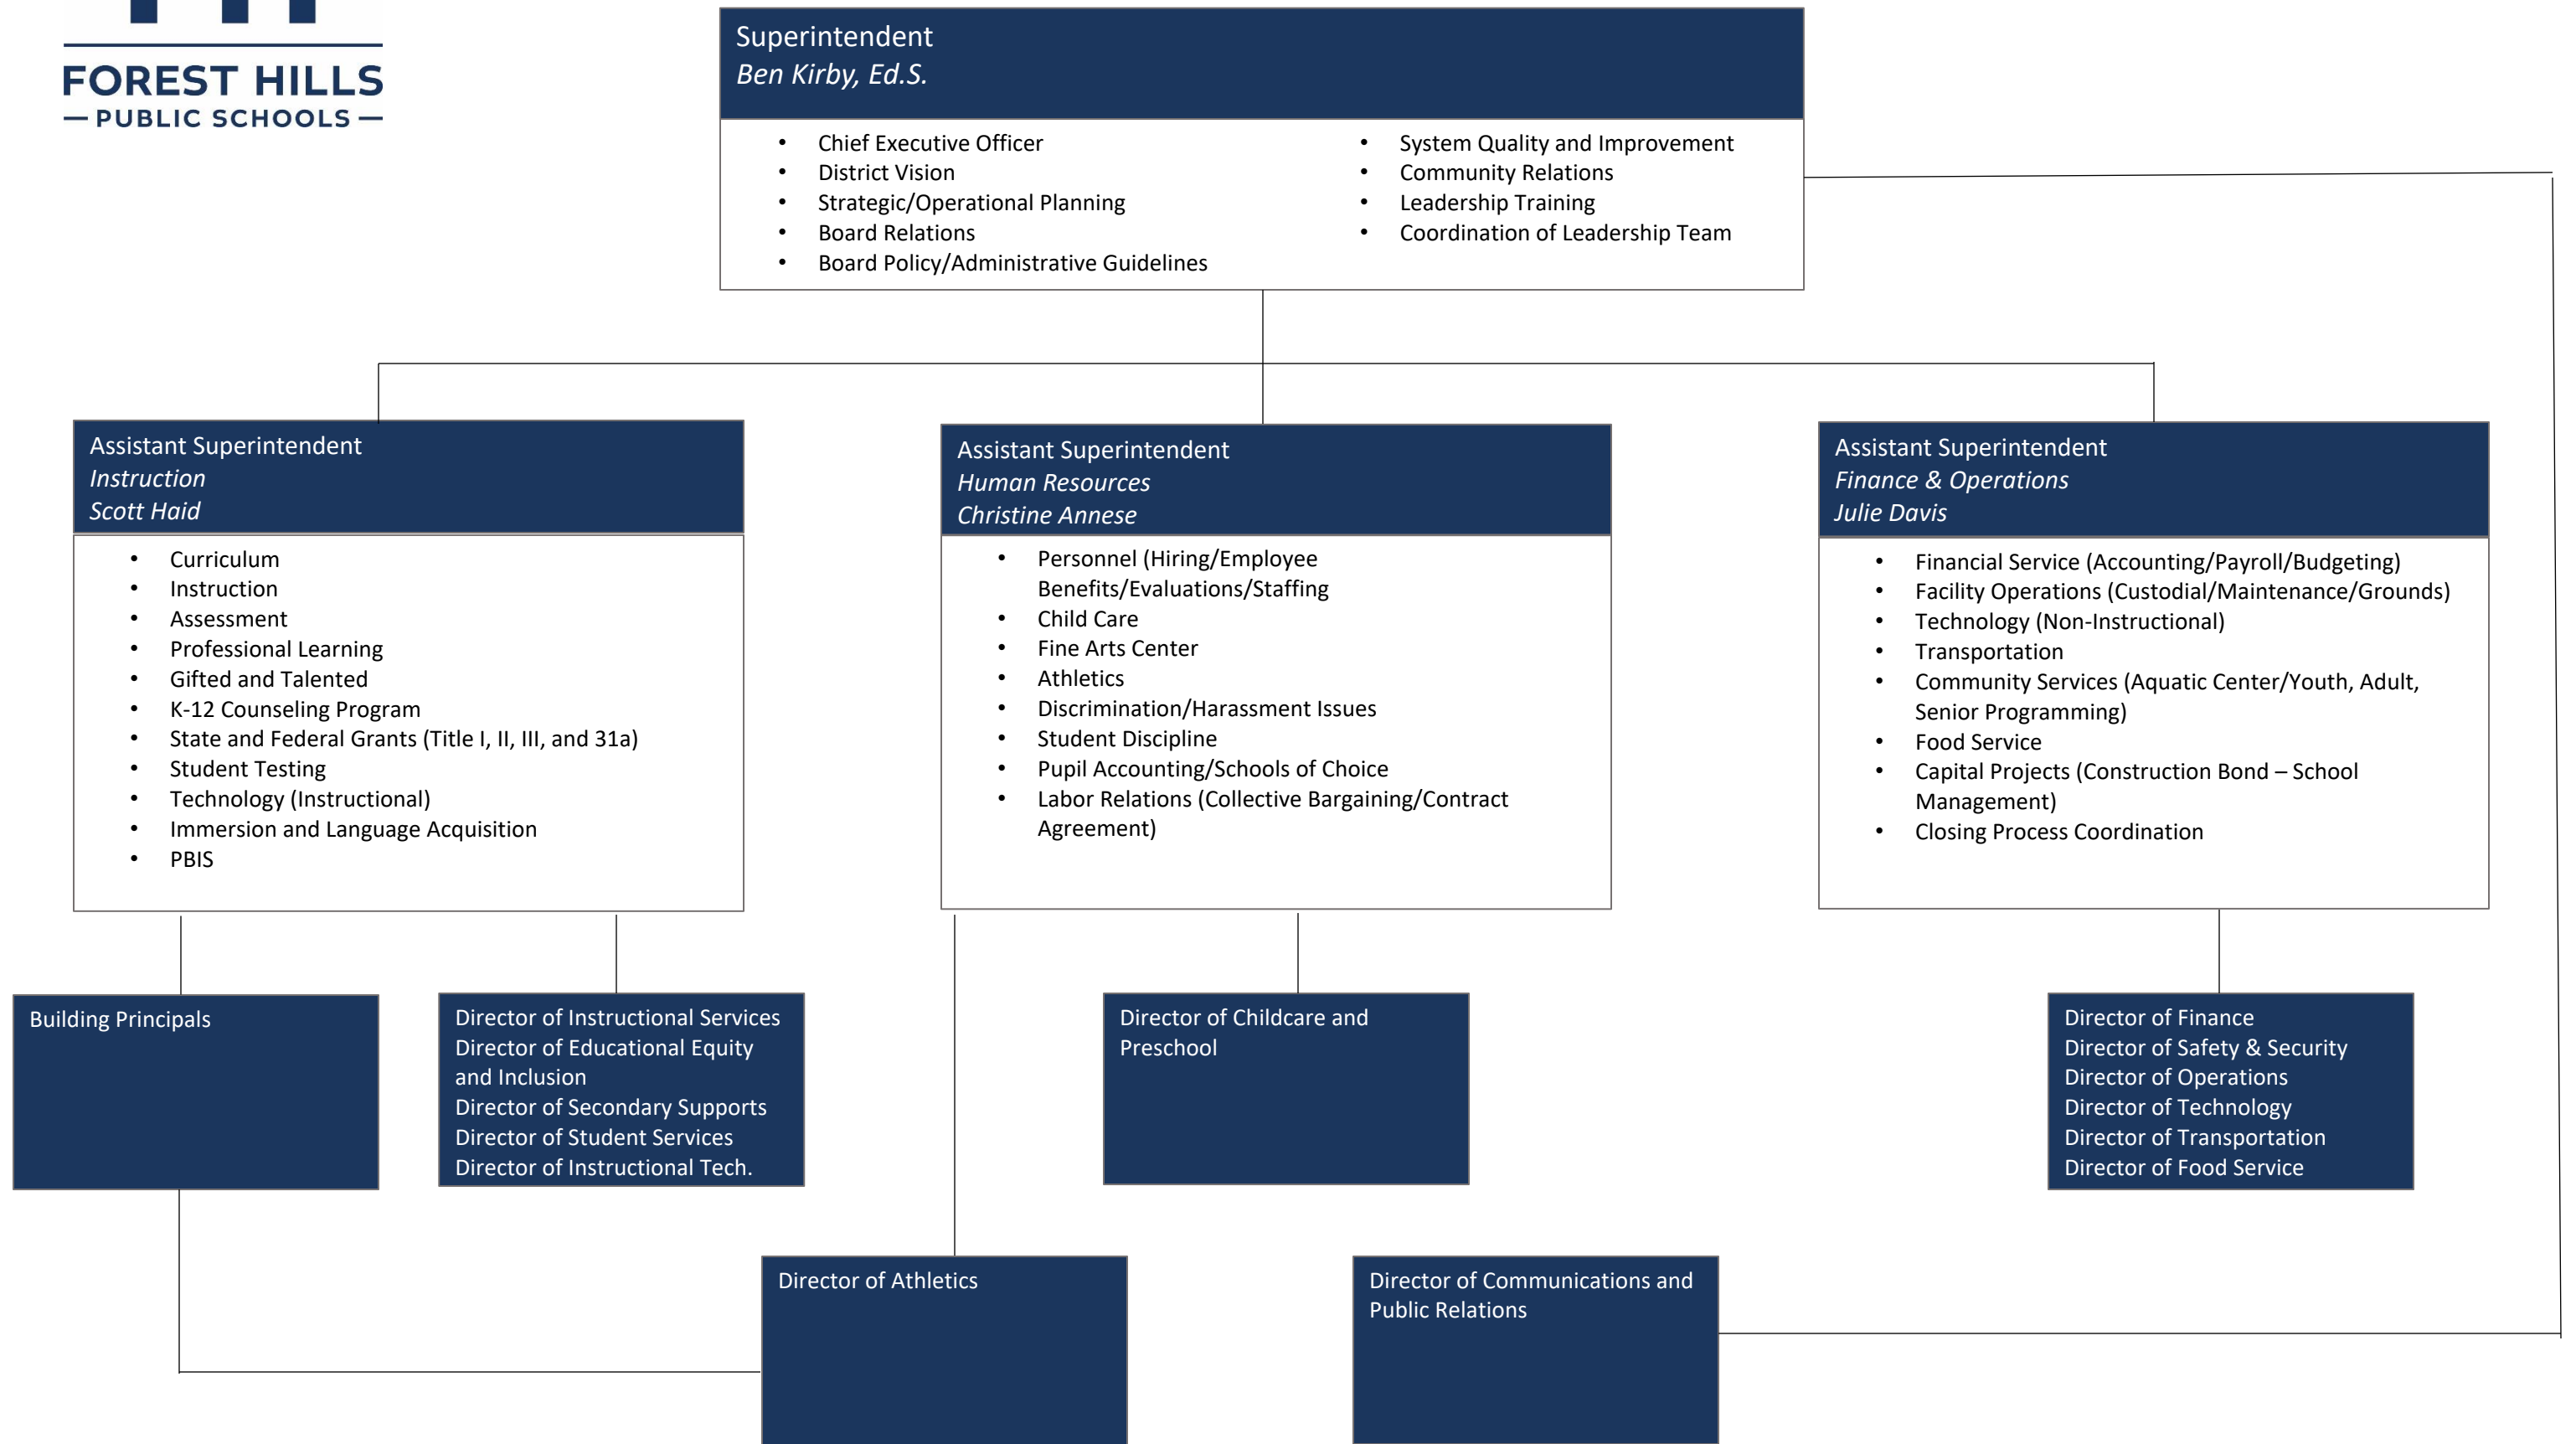 FOREST HILLS
PUBLIC SCHOOLS
Superintendent
Ben Kirby, Ed.S.
• Chief Executive Officer
• District Vision
• Strategic/Operational Planning
• Board Relations
• Board Policy/Administrative Guidelines
• System Quality and Improvement
• Community Relations
• Leadership Training
• Coordination of Leadership Team
Assistant Superintendent
Instruction
Scott Haid
• Curriculum
• Instruction
• Assessment
• Professional Learning
• Gifted and Talented
• K-12 Counseling Program
• State and Federal Grants (Title I, II, III, and 31a)
• Student Testing
• Technology (Instructional)
• Immersion and Language Acquisition
• PBIS
Assistant Superintendent
Human Resources
Christine Annese
• Personnel (Hiring/Employee
Benefits/Evaluations/Staffing
• Child Care
• Fine Arts Center
• Athletics
• Discrimination/Harassment Issues
• Student Discipline
• Pupil Accounting/Schools of Choice
• Labor Relations (Collective Bargaining/Contract
Agreement)
Assistant Superintendent
Finance & Operations
Julie Davis
• Financial Service (Accounting/Payroll/Budgeting)
• Facility Operations (Custodial/Maintenance/Grounds)
• Technology (Non-Instructional)
• Transportation
• Community Services (Aquatic Center/Youth, Adult,
Senior Programming)
• Food Service
• Capital Projects (Construction Bond – School
Management)
• Closing Process Coordination
Building Principals
Director of Instructional Services
Director of Educational Equity
and Inclusion
Director of Secondary Supports
Director of Student Services
Director of Instructional Tech.
Director of Childcare and
Preschool
Director of Finance
Director of Safety & Security
Director of Operations
Director of Technology
Director of Transportation
Director of Food Service
Director of Athletics
Director of Communications and
Public Relations